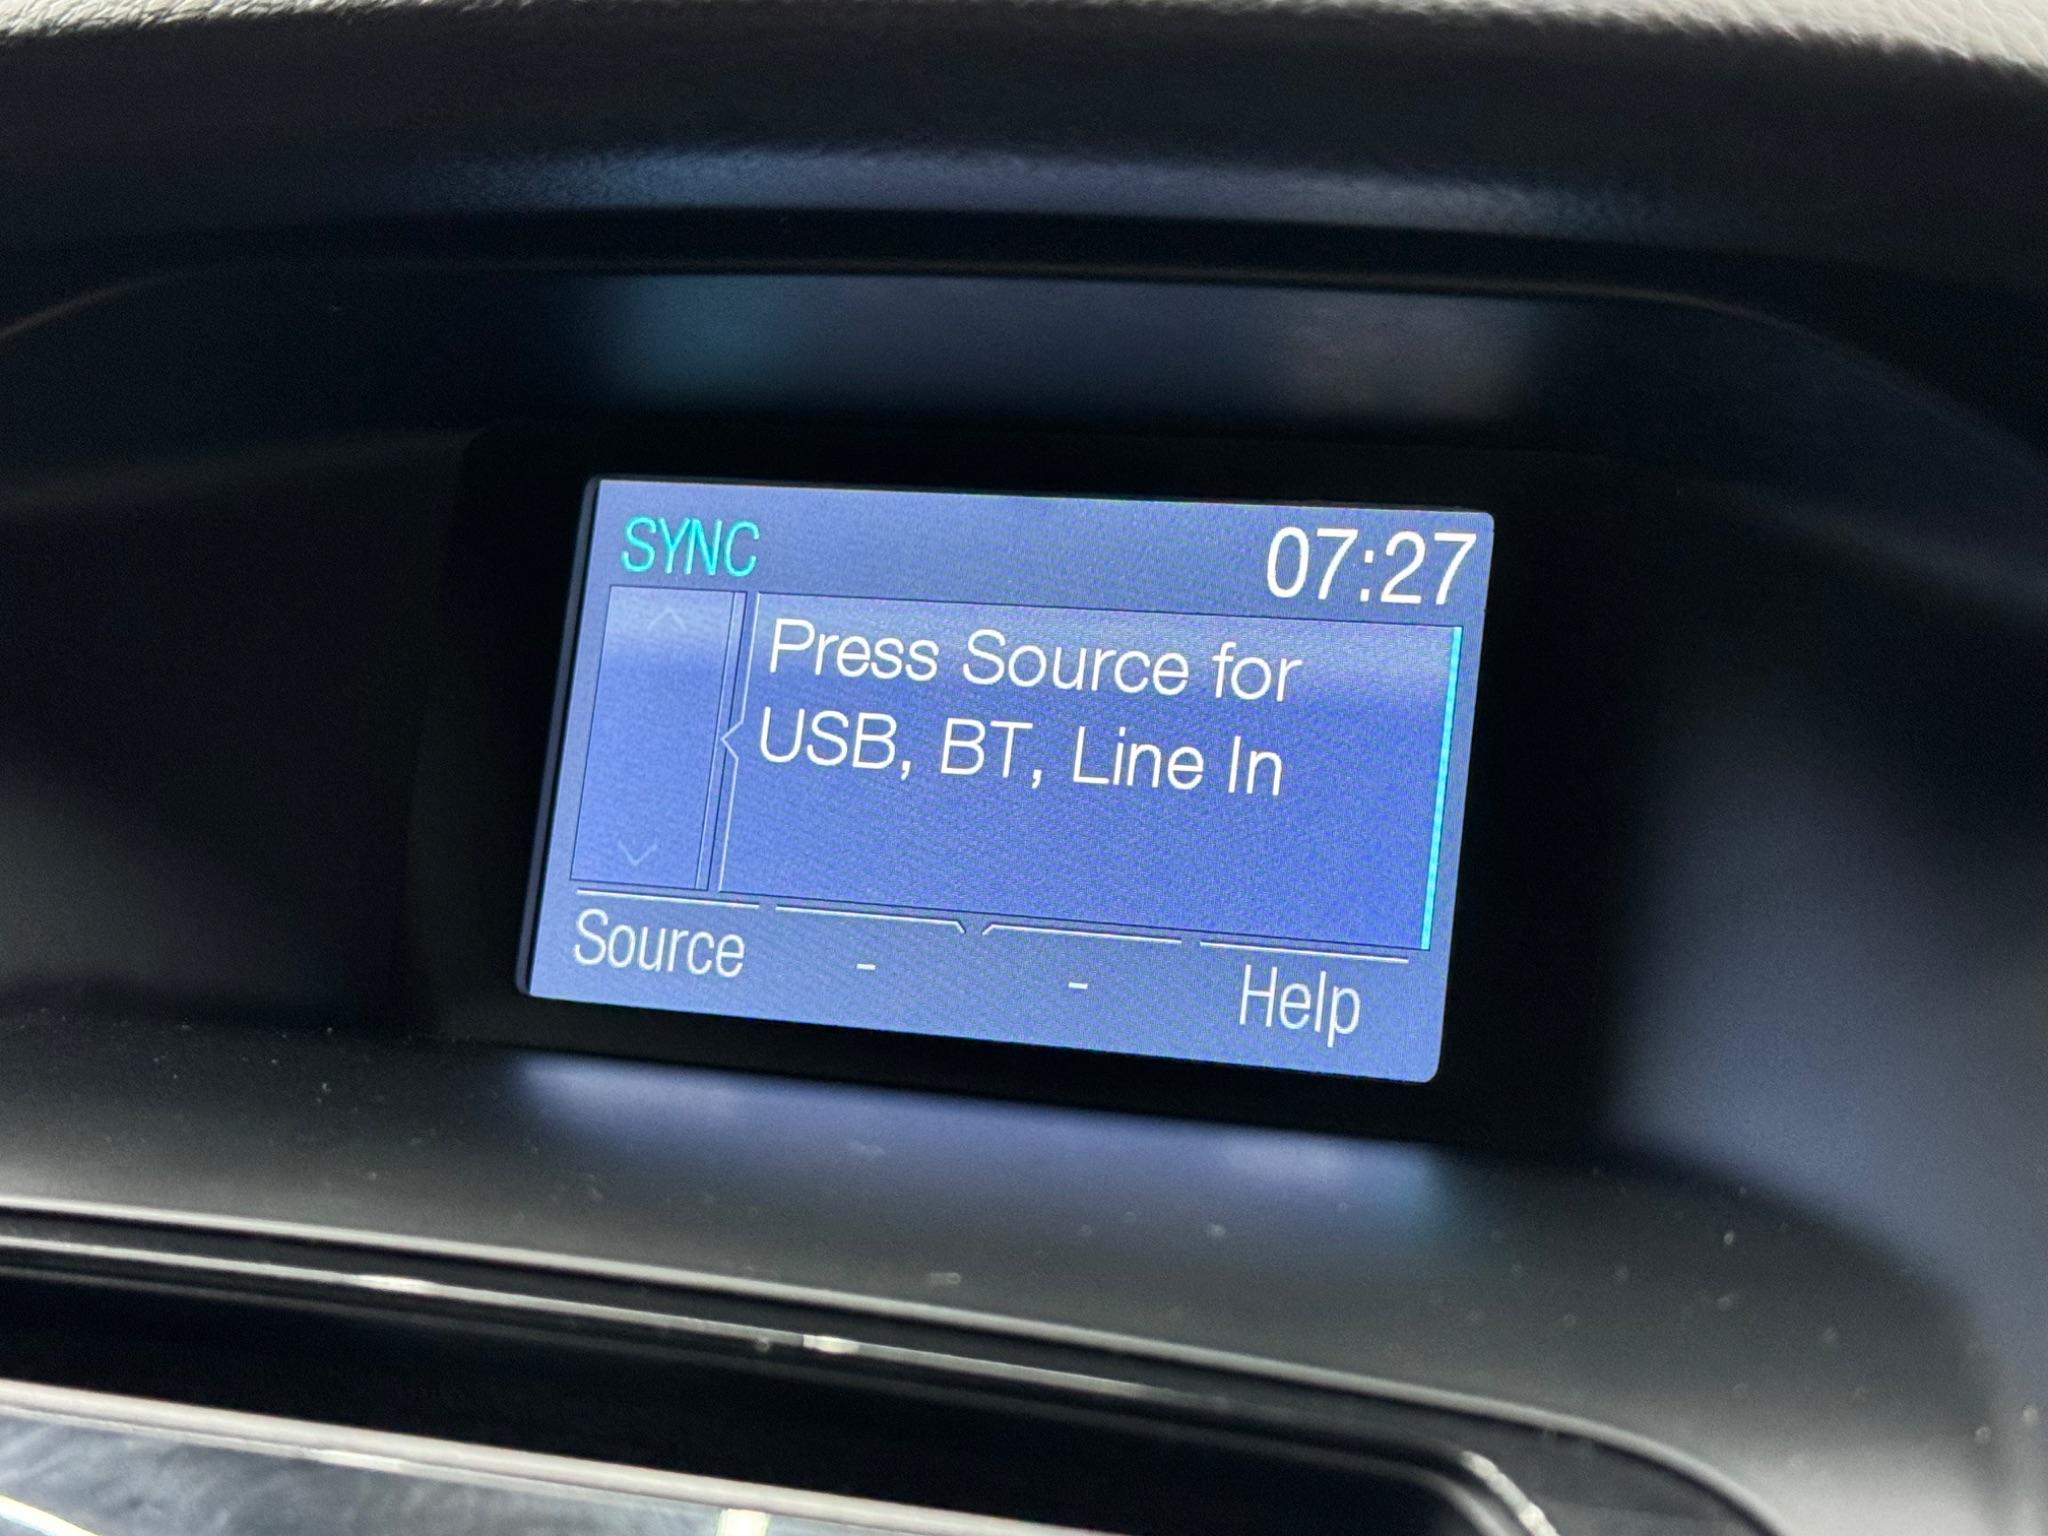 SYNC
07:27
Press Source for
USB, BT, Line In
Source
-
-
Help